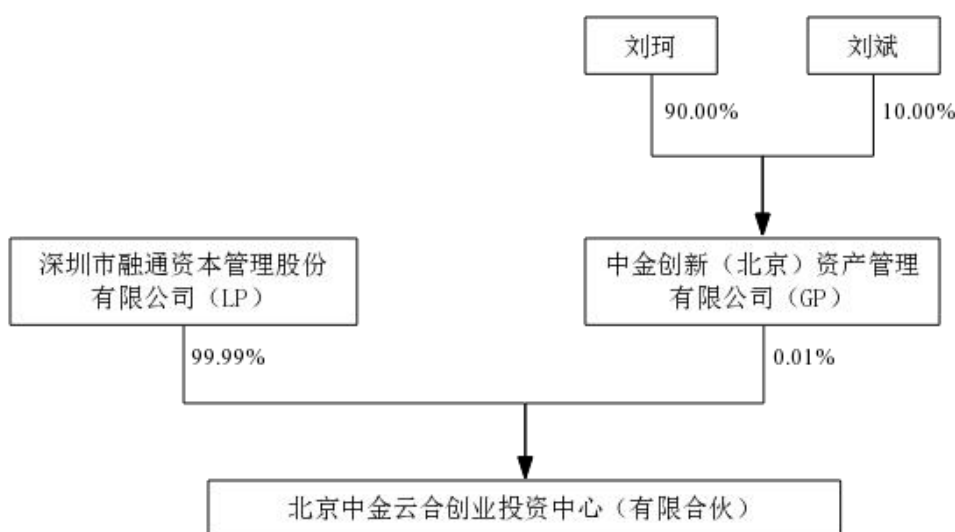 刘珂
刘斌
90.00%
10.00%
深圳市融通资本管理股份
有限公司（LP）
中金创新（北京）资产管理
有限公司（GP）
99.99%
0.01%
北京中金云合创业投资中心（有限合伙）